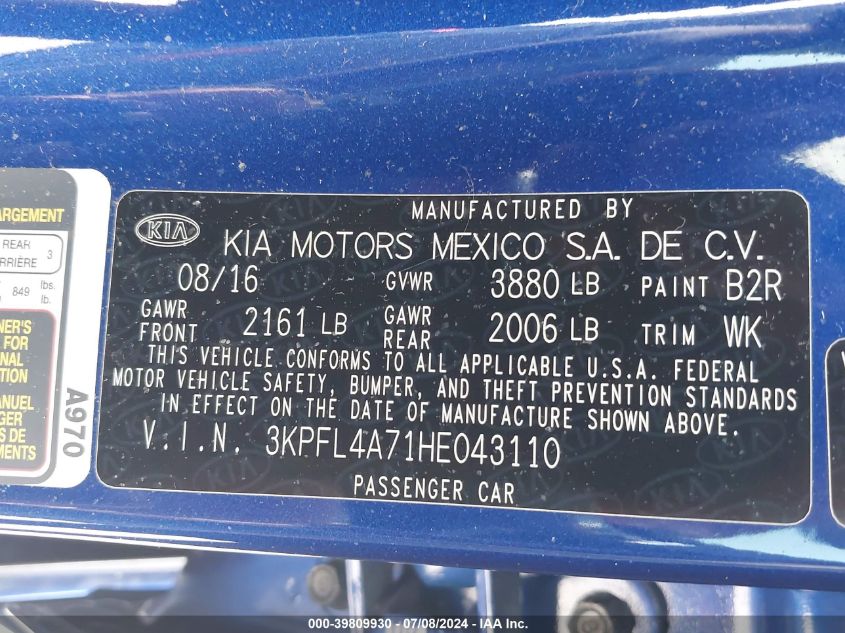 MANUFACTURED BY
KIA KIA MOTORS MEXICO S.A. DE C.V.
08/16 GVWR 3880 LB PAINT B2R
GAWR FRONT 2161 LB GAWR REAR 2006 LB TRIM WK
THIS VEHICLE CONFORMS TO ALL APPLICABLE U.S.A. FEDERAL
MOTOR VEHICLE SAFETY, BUMPER, AND THEFT PREVENTION STANDARDS
IN EFFECT ON THE DATE OF MANUFACTURE SHOWN ABOVE.
V.I.N. 3KPFL4A71HE043110
PASSENGER CAR
ARGEMENT
REAR 3
849 lbs.
lb.
NER'S
FOR
A970
000-39809930 - 07/08/2024 - IAA Inc.